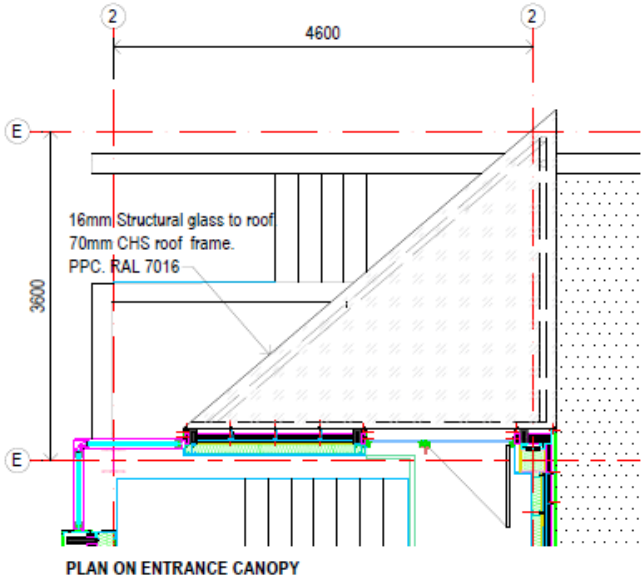 2
2
4600
E
16mm Structural glass to roof
70mm CHS roof frame.
PPC. RAL 7016
3600
E
PLAN ON ENTRANCE CANOPY